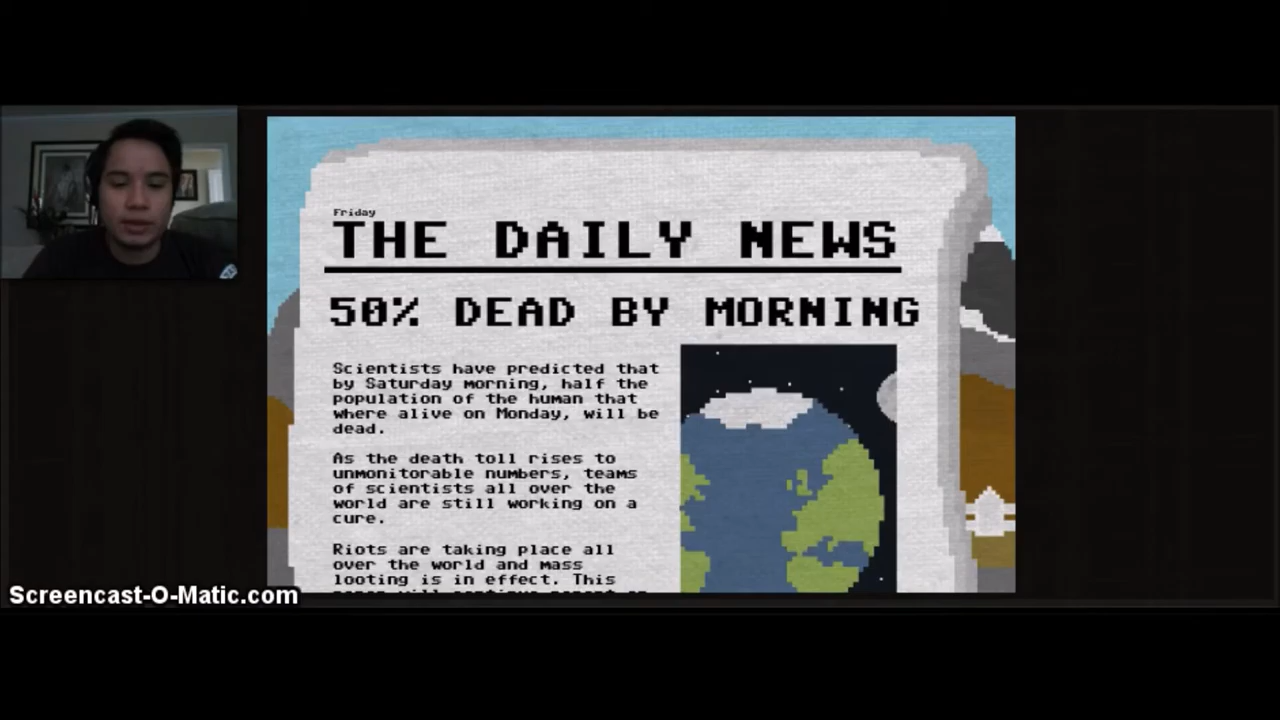 Friday
THE DAILY NEWS
50% DEAD BY MORNING
Scientists have predicted that
by Saturday morning, half the
population of the human that
where alive on Monday, will be
dead.
As the death toll rises to
unmonitorable numbers, teams
of scientists all over the
world are still working on a
cure.
Riots are taking place all
over the world and mass
looting is in effect. This
Screencast-O-Matic.com